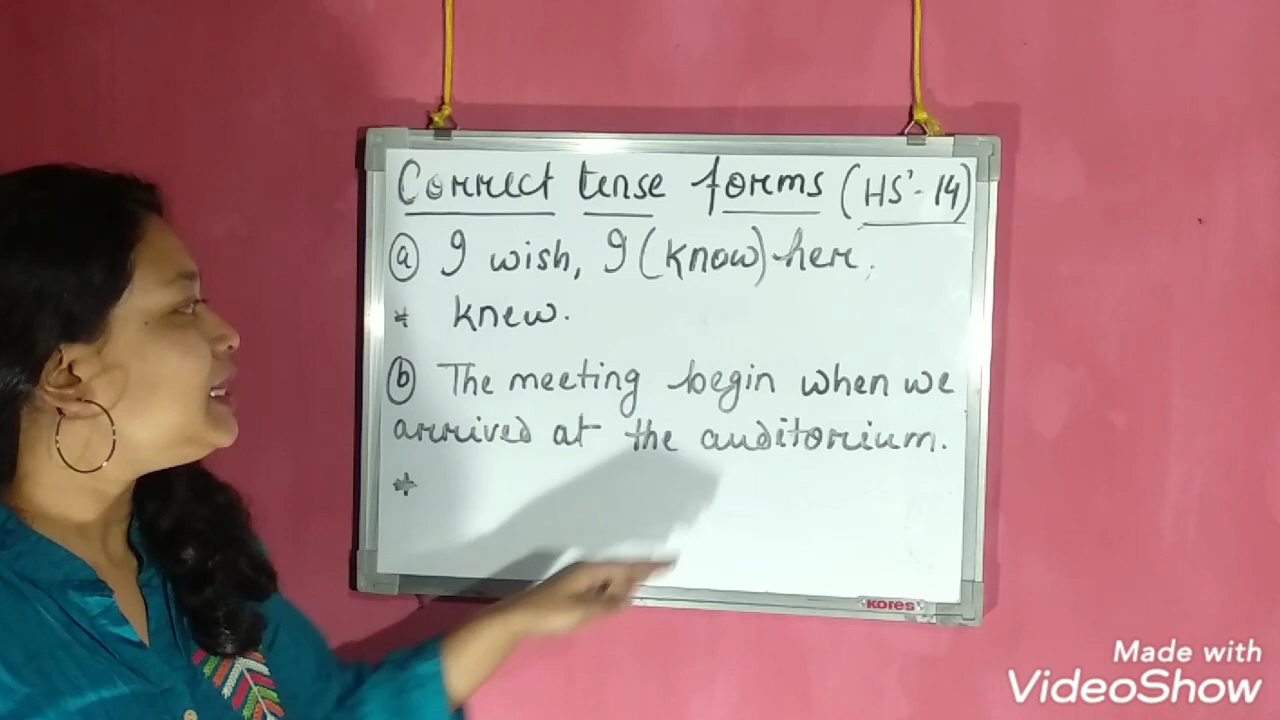 Correct tense forms (HS'-14)
ⓐ I wish, I (know) here.
* knew.
ⓑ The meeting begin when we
arrived at the auditorium.
*
KORES
Made with
VideoShow